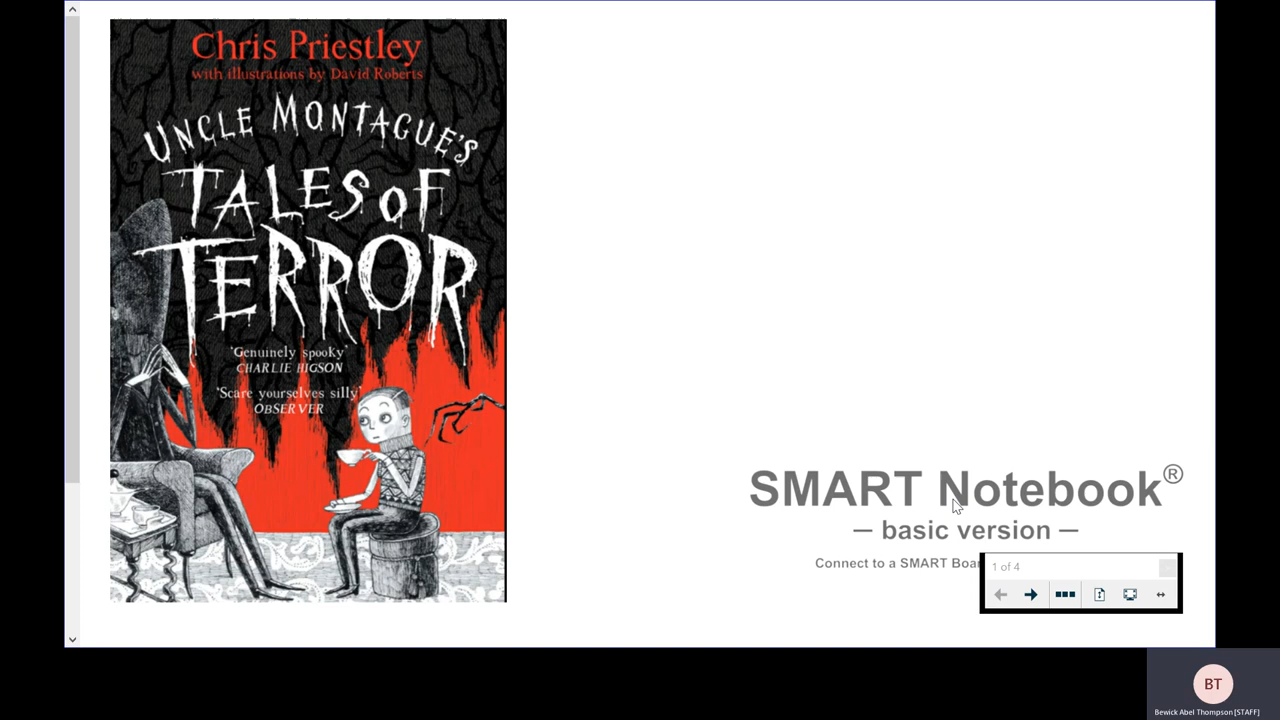 Chris Priestley
with illustrations by David Roberts
UNCLE MONTAGUE'S
TALES OF
TERROR
'Genuinely spooky'
CHARLIE HIGSON
'Scare yourselves silly'
OBSERVER
SMART Notebook®
— basic version —
Connect to a SMART
1 of 4
BT
Bewick Abel Thompson [STAFF]